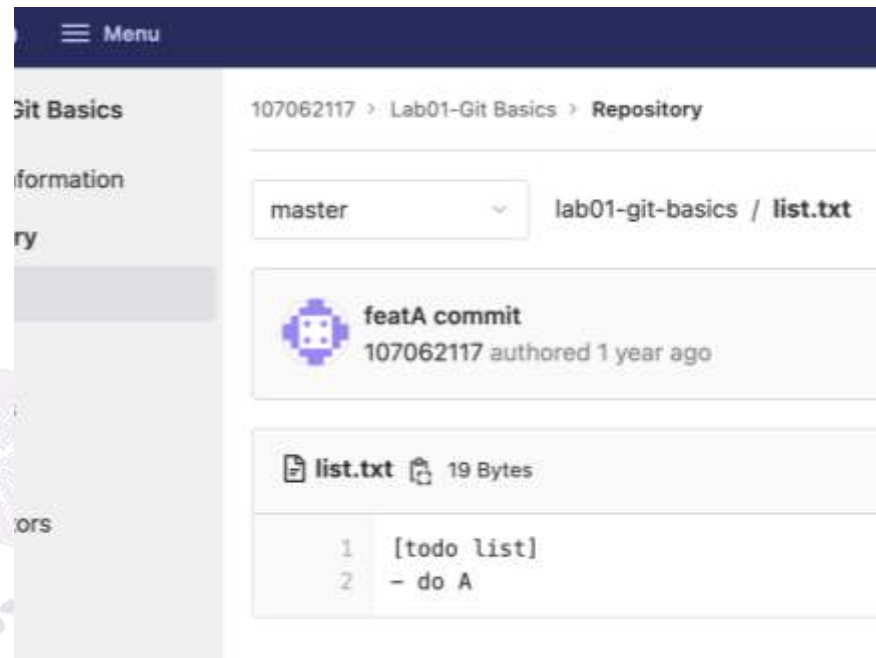 Menu
Git Basics
107062117 > Lab01-Git Basics > Repository
formation
master
lab01-git-basics / list.txt
ry
featA commit
107062117 authored 1 year ago
list.txt 19 Bytes
ors
1 [todo list]
2 - do A